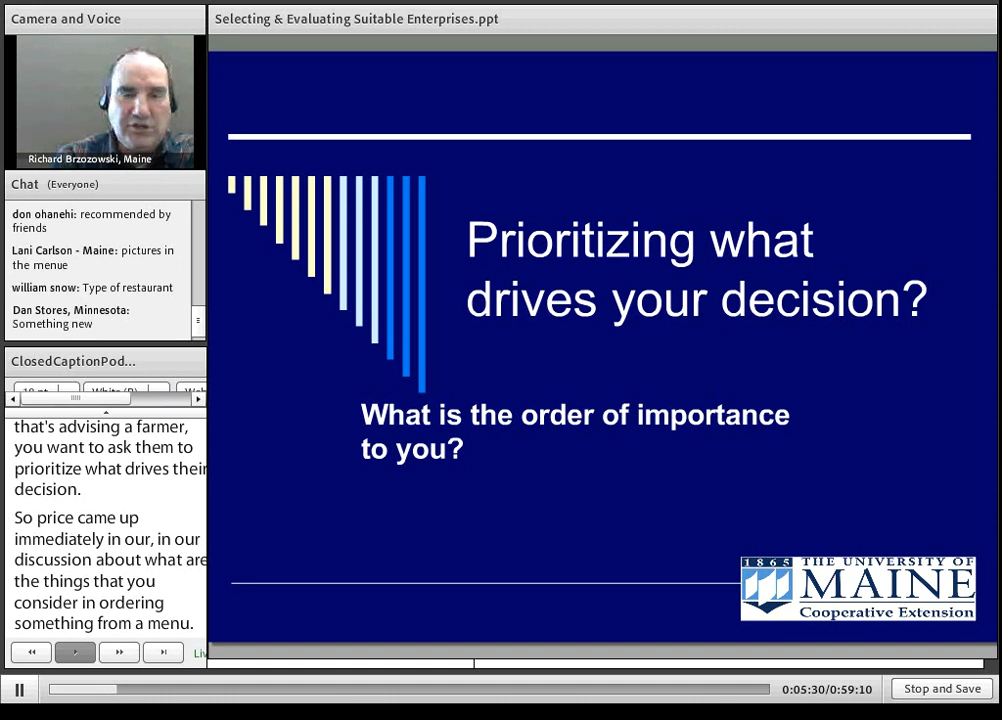 Camera and Voice
Selecting & Evaluating Suitable Enterprises.ppt
Richard Brzozowski, Maine
Chat (Everyone)
don ohanehi: recommended by
friends
Lani Carlson - Maine: pictures in
the menue
william snow: Type of restaurant
Dan Stores, Minnesota:
Something new
ClosedCaptionPod...
that's advising a farmer,
you want to ask them to
prioritize what drives their
decision.
So price came up
immediately in our, in our
discussion about what are
the things that you
consider in ordering
something from a menu.
Prioritizing what
drives your decision?
What is the order of importance
to you?
1865 THE UNIVERSITY OF
MAINE
Cooperative Extension
0:05:30/0:59:10
Stop and Save